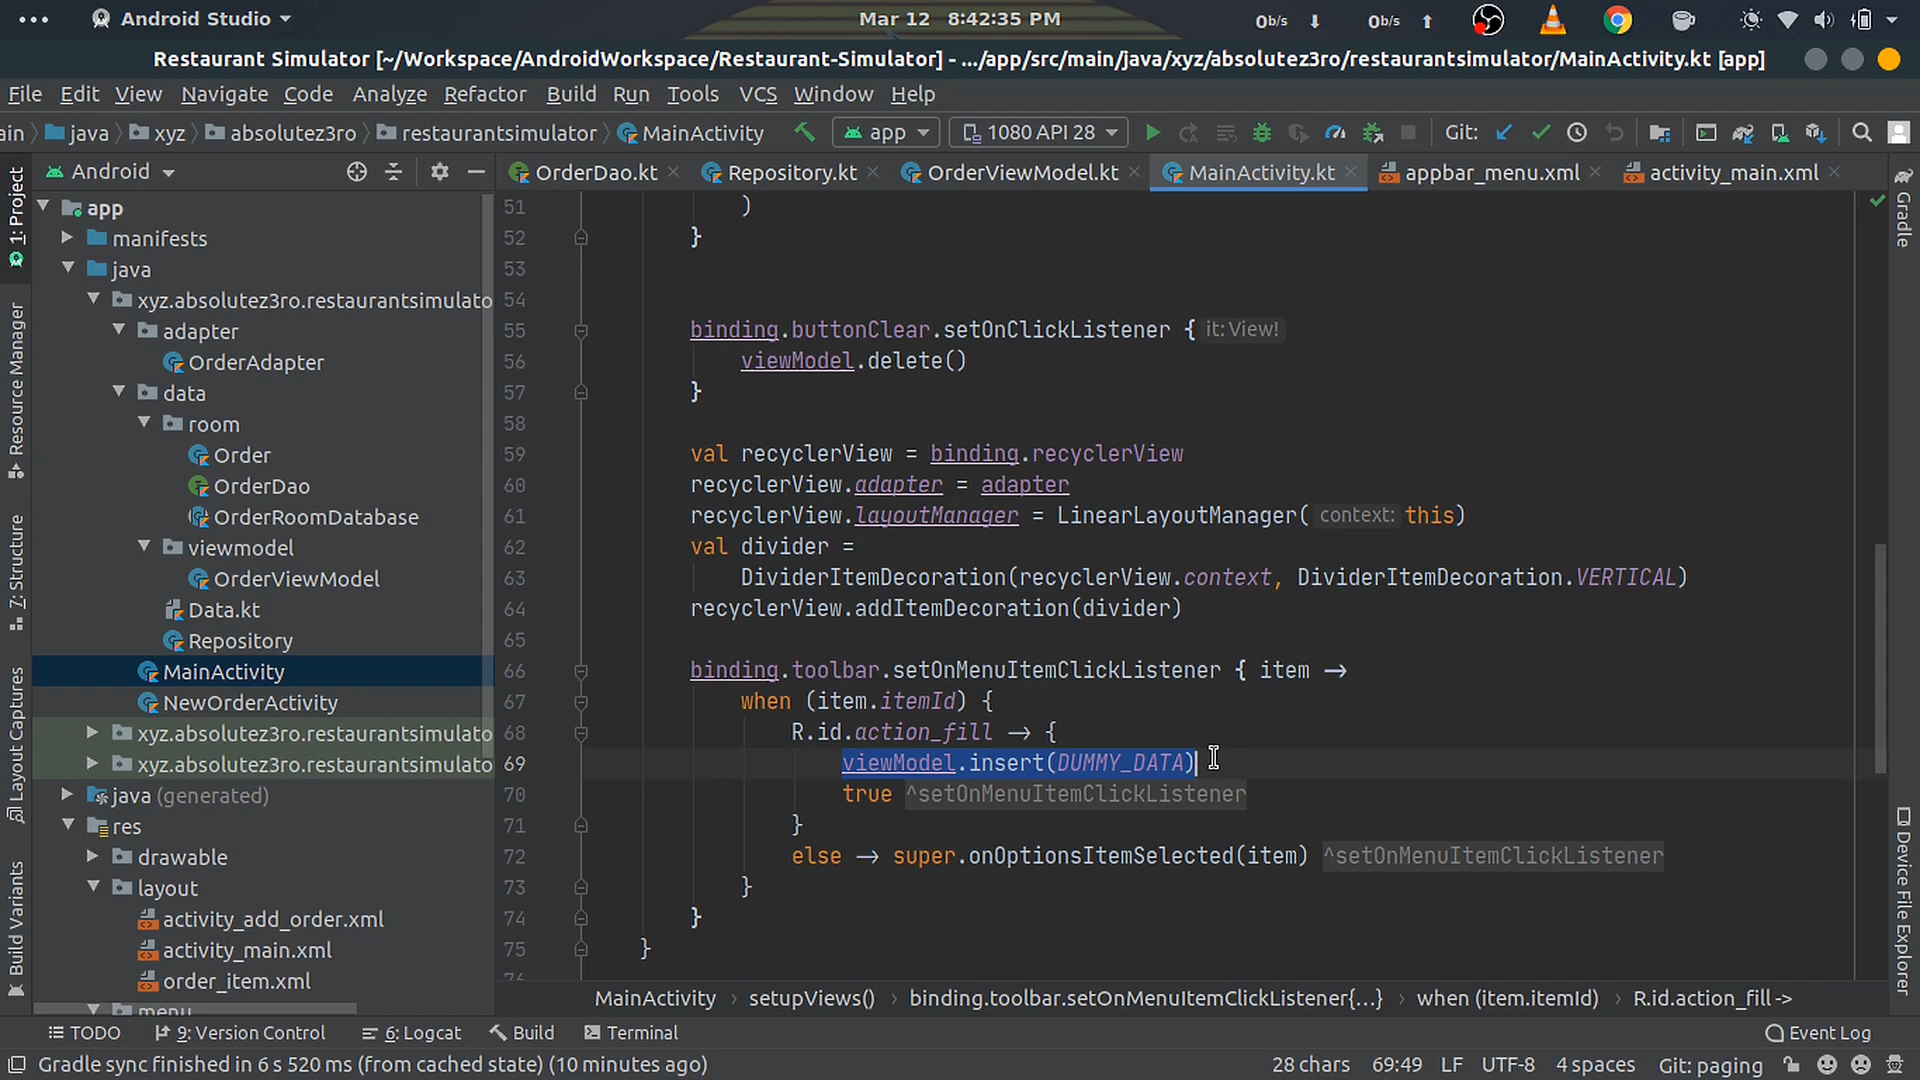 Android Studio
Mar 12 8:42:35 PM
0b/s
0b/s
Restaurant Simulator [~/Workspace/AndroidWorkspace/Restaurant-Simulator] - .../app/src/main/java/xyz/absolutez3ro/restaurantsimulator/MainActivity.kt [app]
File Edit View Navigate Code Analyze Refactor Build Run Tools VCS Window Help
ain java xyz absolutez3ro restaurantsimulator MainActivity app 1080 API 28 Git:
Android
OrderDao.kt Repository.kt OrderViewModel.kt MainActivity.kt appbar_menu.xml activity_main.xml
1: Project
Resource Manager
7: Structure
Layout Captures
Build Variants
app
manifests
java
xyz.absolutez3ro.restaurantsimulato
adapter
OrderAdapter
data
room
Order
OrderDao
OrderRoomDatabase
viewmodel
OrderViewModel
Data.kt
Repository
MainActivity
NewOrderActivity
xyz.absolutez3ro.restaurantsimulato
xyz.absolutez3ro.restaurantsimulato
java (generated)
res
drawable
layout
activity_add_order.xml
activity_main.xml
order_item.xml
menu
51 )
52 }
53
54
55 binding.buttonClear.setOnClickListener { it: View!
56 viewModel.delete()
57 }
58
59 val recyclerView = binding.recyclerView
60 recyclerView.adapter = adapter
61 recyclerView.layoutManager = LinearLayoutManager( context: this)
62 val divider =
63 DividerItemDecoration(recyclerView.context, DividerItemDecoration.VERTICAL)
64 recyclerView.addItemDecoration(divider)
65
66 binding.toolbar.setOnMenuItemClickListener { item →
67 when (item.itemId) {
68 R.id.action_fill → {
69 viewModel.insert(DUMMY_DATA)
70 true ^setOnMenuItemClickListener
71 }
72 else → super.onOptionsItemSelected(item) ^setOnMenuItemClickListener
73 }
74 }
75 }
76
Gradle
Device File Explorer
MainActivity › setupViews() › binding.toolbar.setOnMenuItemClickListener{...} › when (item.itemId) › R.id.action_fill ->
TODO 9: Version Control 6: Logcat Build Terminal Event Log
Gradle sync finished in 6 s 520 ms (from cached state) (10 minutes ago) 28 chars 69:49 LF UTF-8 4 spaces Git: paging